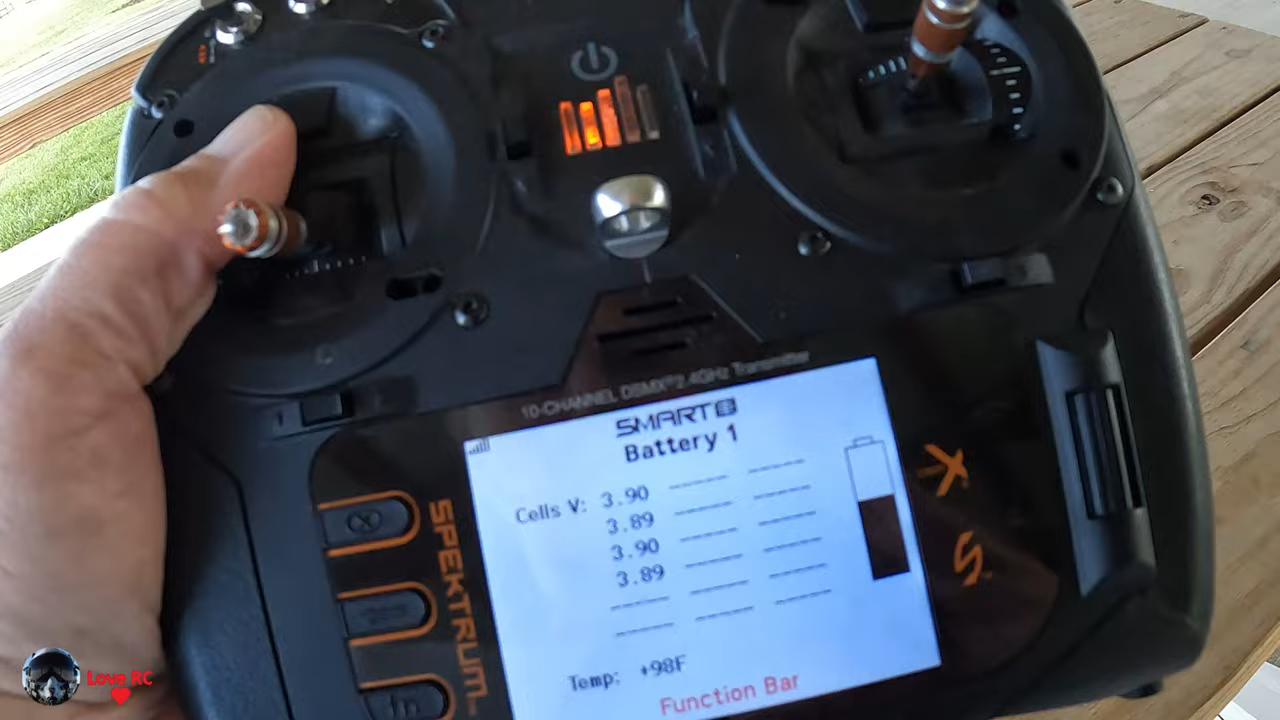 10-CHANNEL DSMX® 2.4GHz Transmitter
SMART
Battery 1
Cells V: 3.90 ------ ------
3.89 ------ ------
3.90 ------ ------
3.89 ------ ------
------ ------ ------
------ ------
Temp: +98F
Function Bar
SPEKTRUM
Love RC